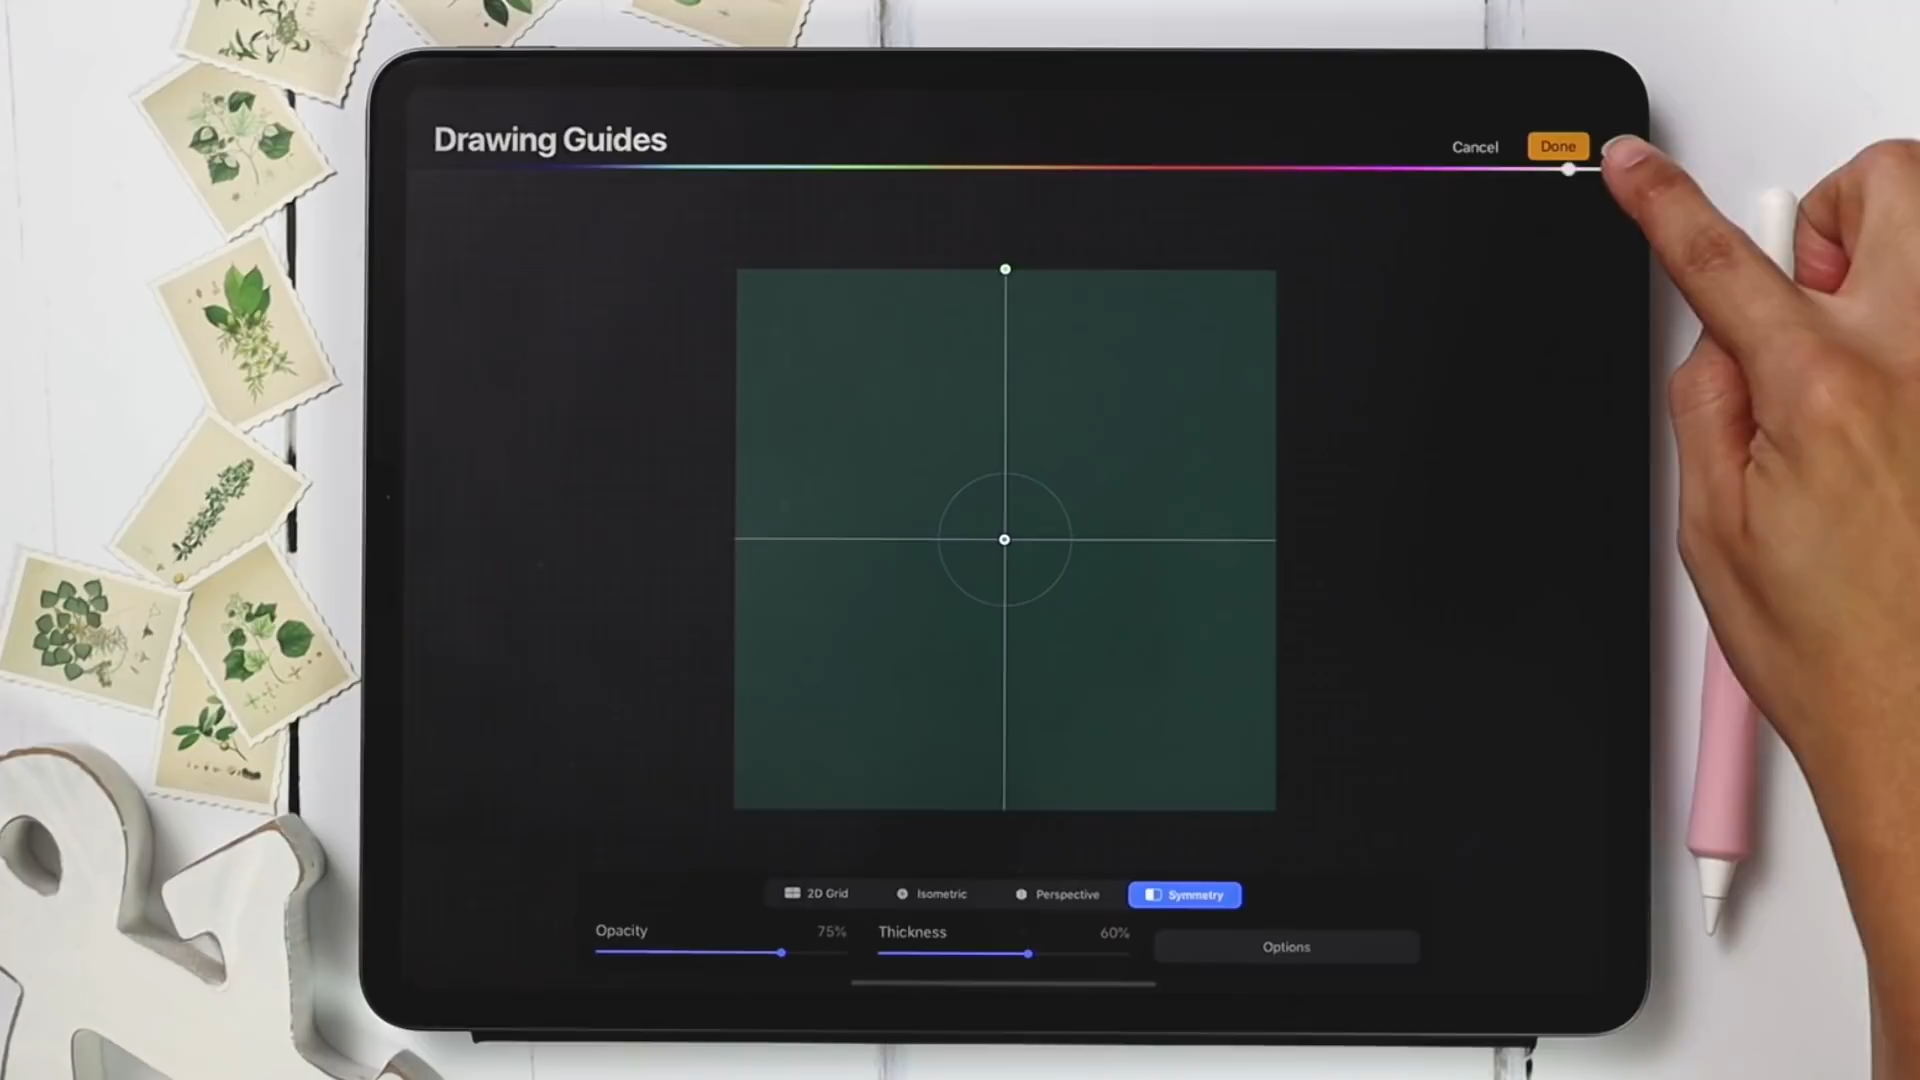 Drawing Guides
Cancel
Done
2D Grid
Isometric
Perspective
Symmetry
Opacity
75%
Thickness
60%
Options